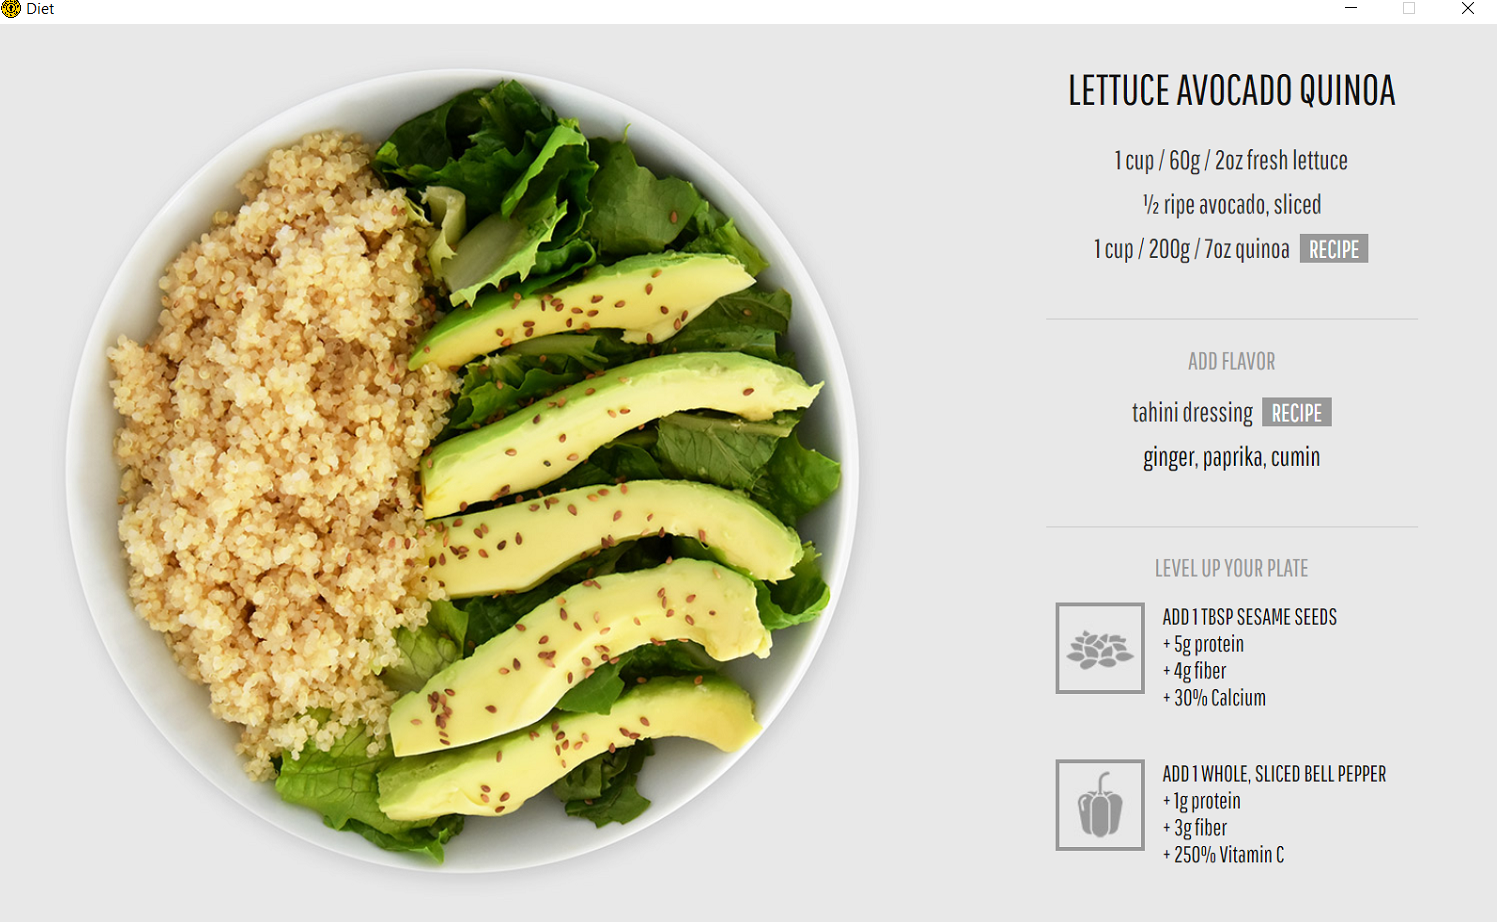 Diet
LETTUCE AVOCADO QUINOA
1 cup / 60g / 2oz fresh lettuce
½ ripe avocado, sliced
1 cup / 200g / 7oz quinoa RECIPE
ADD FLAVOR
tahini dressing RECIPE
ginger, paprika, cumin
LEVEL UP YOUR PLATE
ADD 1 TBSP SESAME SEEDS
+ 5g protein
+ 4g fiber
+ 30% Calcium
ADD 1 WHOLE, SLICED BELL PEPPER
+ 1g protein
+ 3g fiber
+ 250% Vitamin C